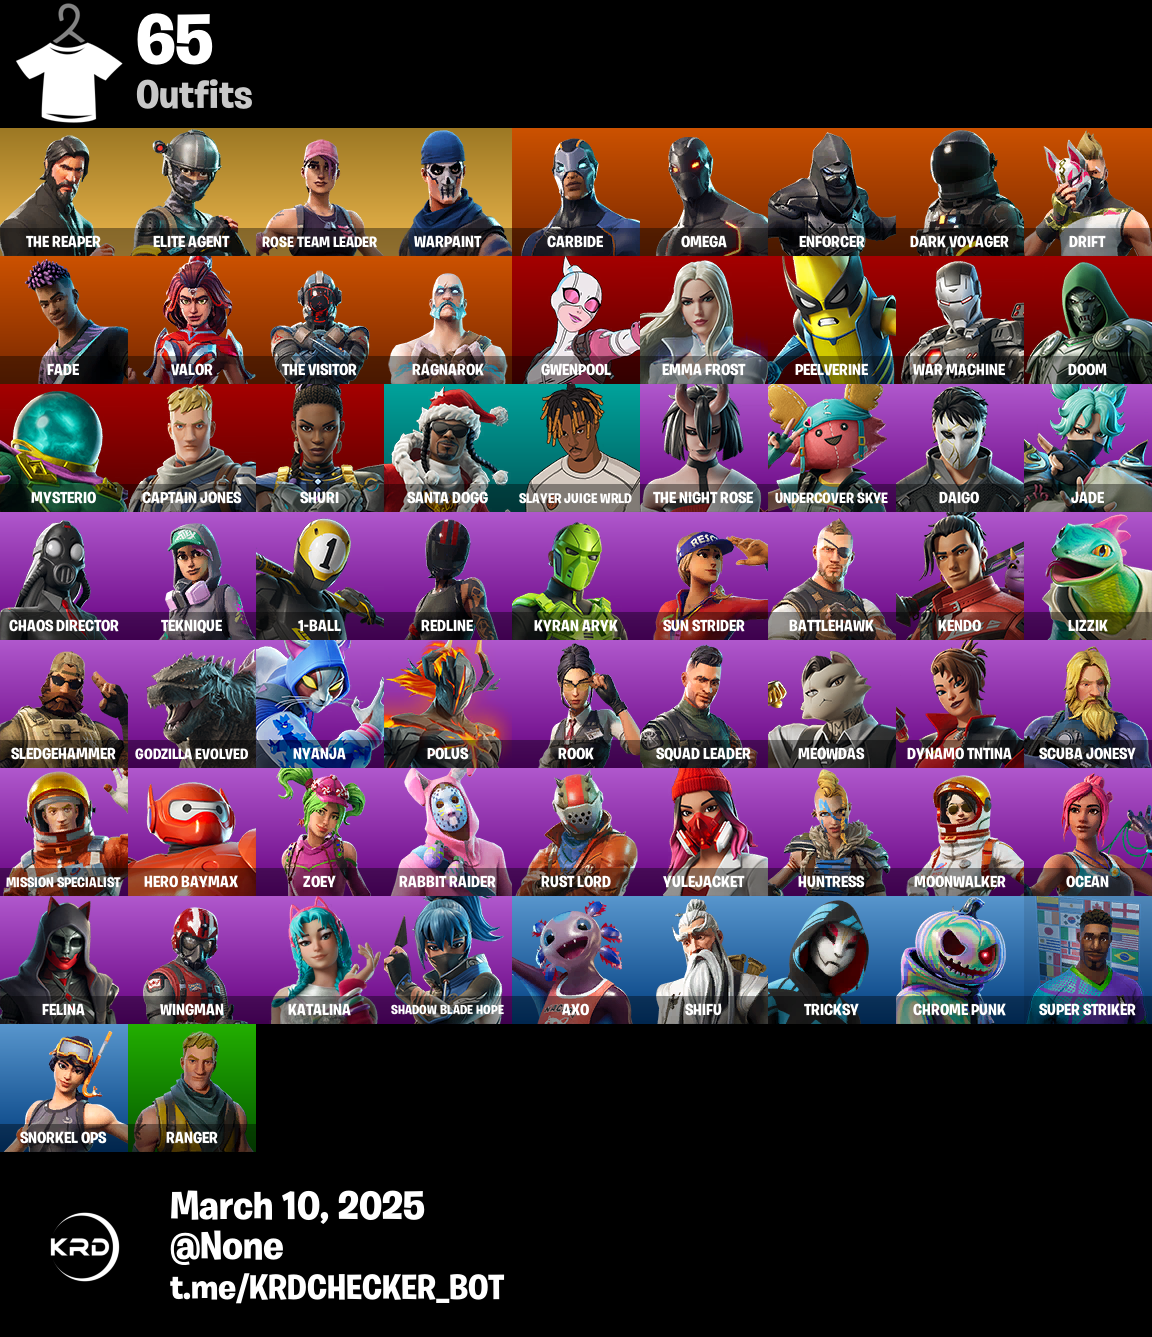 65
Outfits
THE REAPER
ELITE AGENT
ROSE TEAM LEADER
WARPAINT
CARBIDE
OMEGA
ENFORCER
DARK VOYAGER
DRIFT
FADE
VALOR
THE VISITOR
RAGNAROK
GWENPOOL
EMMA FROST
PEELVERINE
WAR MACHINE
DOOM
MYSTERIO
CAPTAIN JONES
SHURI
SANTA DOGG
SLAYER JUICE WRLD
THE NIGHT ROSE
UNDERCOVER SKYE
DAIGO
JADE
CHAOS DIRECTOR
TEKNIQUE
1
1-BALL
REDLINE
KYRAN ARYK
RESC
SUN STRIDER
BATTLEHAWK
KENDO
LIZZIK
SLEDGEHAMMER
GODZILLA EVOLVED
NYANJA
POLUS
ROOK
SQUAD LEADER
MEOWDAS
DYNAMO TNTINA
SCUBA JONESY
MISSION SPECIALIST
HERO BAYMAX
ZOEY
RABBIT RAIDER
RUST LORD
YULEJACKET
HUNTRESS
MOONWALKER
OCEAN
FELINA
WINGMAN
KATALINA
SHADOW BLADE HOPE
AXO
SHIFU
TRICKSY
CHROME PUNK
SUPER STRIKER
SNORKEL OPS
RANGER
KRD
March 10, 2025
@None
t.me/KRDCHECKER_BOT